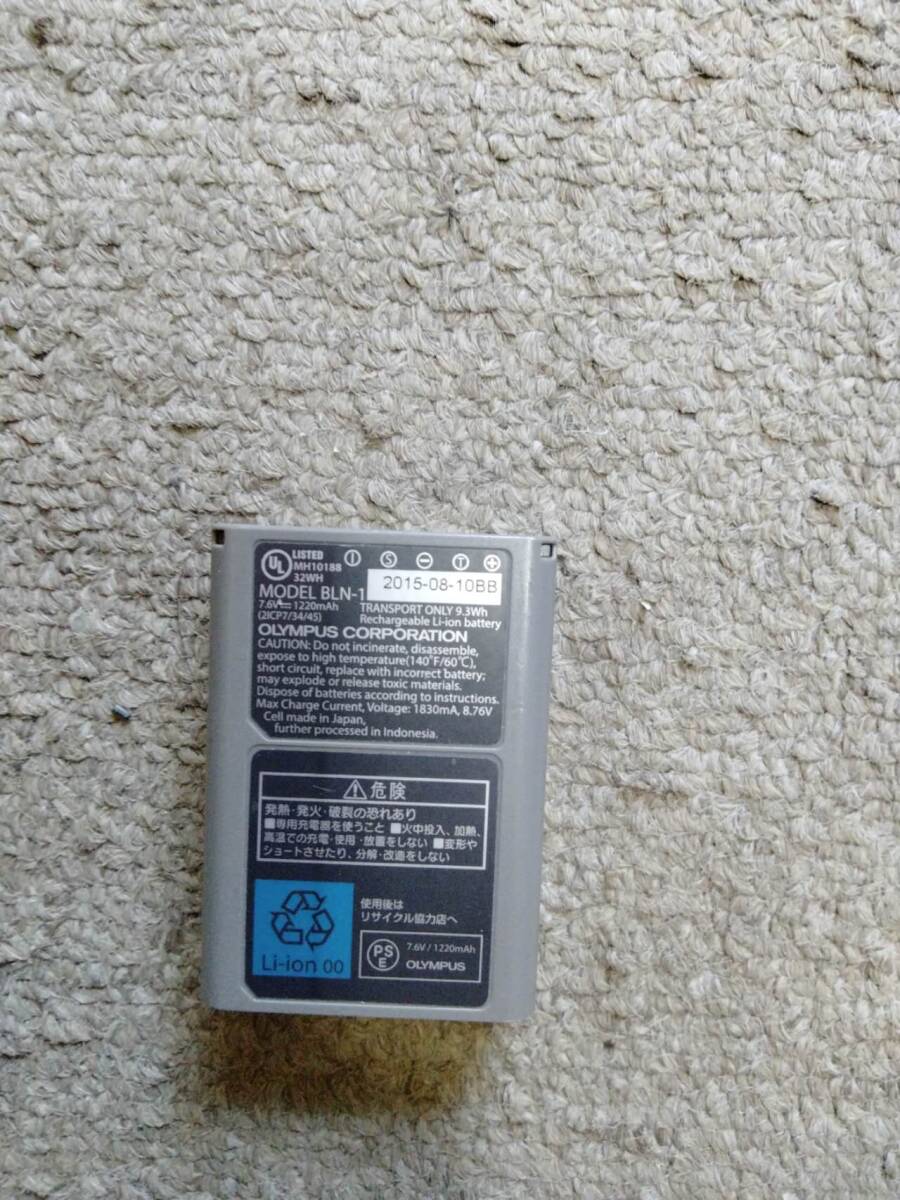 UL LISTED
MH10188
32WH
I S − T +
MODEL BLN-1 2015-08-10BB
7.6V⎓ 1220mAh TRANSPORT ONLY 9.3Wh
(2ICP7/34/45) Rechargeable Li-ion battery
OLYMPUS CORPORATION
CAUTION: Do not incinerate, disassemble,
expose to high temperature(140°F/60°C),
short circuit, replace with incorrect battery;
may explode or release toxic materials.
Dispose of batteries according to instructions.
Max Charge Current, Voltage: 1830mA, 8.76V
Cell made in Japan,
further processed in Indonesia.
⚠危険
発熱・発火・破裂の恐れあり
■専用充電器を使うこと ■火中投入、加熱、
高温での充電・使用・放置をしない ■変形や
ショートさせたり、分解・改造をしない
使用後は
リサイクル協力店へ
Li-ion 00
PSE 7.6V / 1220mAh
OLYMPUS